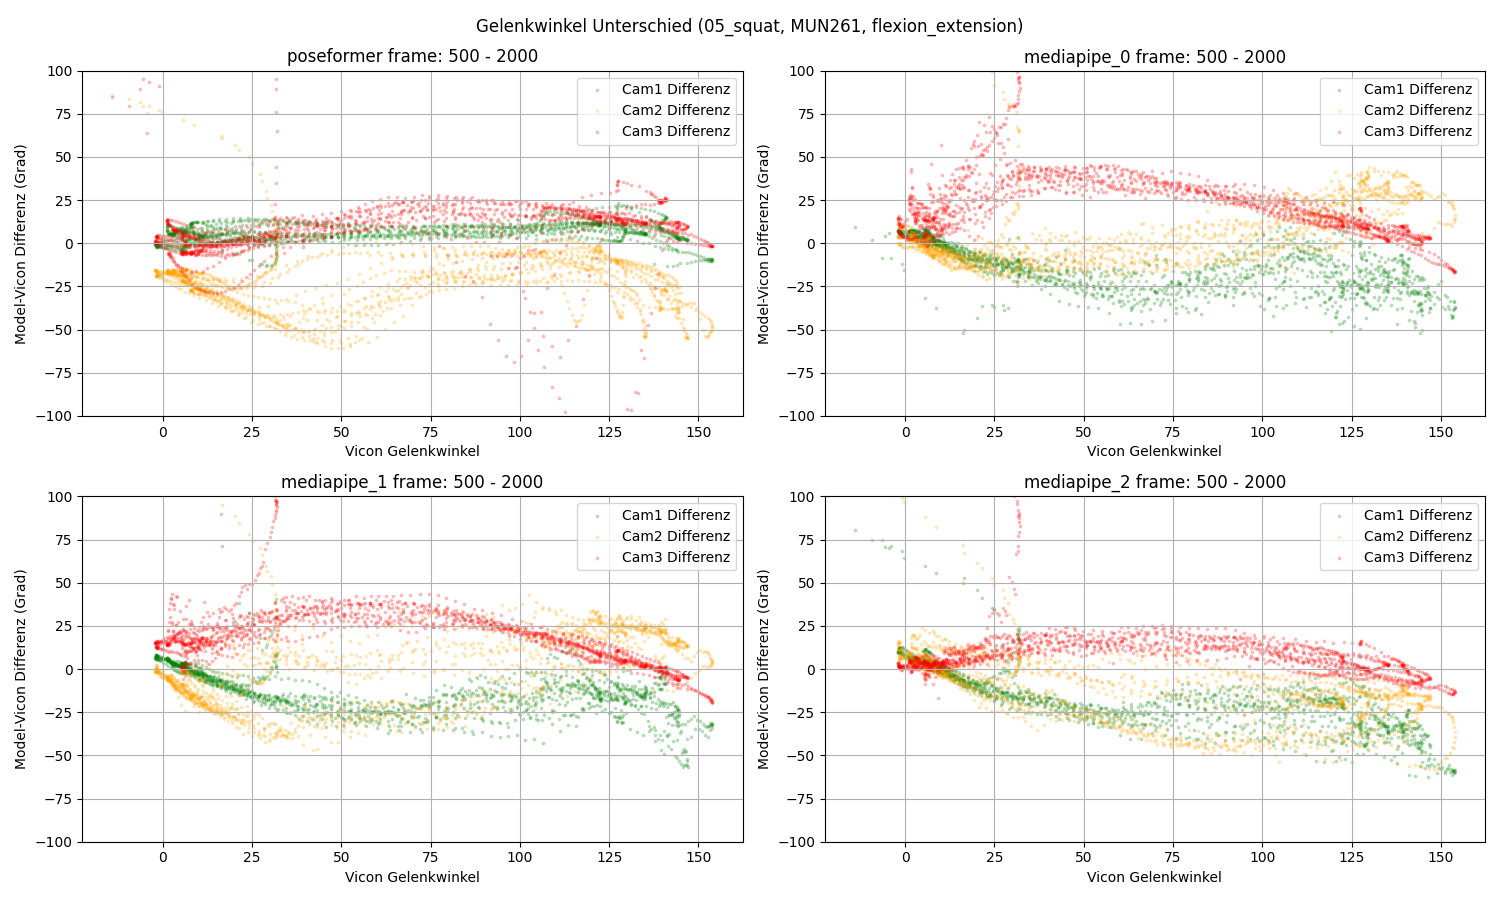 Gelenkwinkel Unterschied (05_squat, MUN261, flexion_extension)
poseformer frame: 500 - 2000
100
75
50
25
0
−25
−50
−75
−100
Model-Vicon Differenz (Grad)
Cam1 Differenz
Cam2 Differenz
Cam3 Differenz
0 25 50 75 100 125 150
Vicon Gelenkwinkel
mediapipe_0 frame: 500 - 2000
100
75
50
25
0
−25
−50
−75
−100
Model-Vicon Differenz (Grad)
Cam1 Differenz
Cam2 Differenz
Cam3 Differenz
0 25 50 75 100 125 150
Vicon Gelenkwinkel
mediapipe_1 frame: 500 - 2000
100
75
50
25
0
−25
−50
−75
−100
Model-Vicon Differenz (Grad)
Cam1 Differenz
Cam2 Differenz
Cam3 Differenz
0 25 50 75 100 125 150
Vicon Gelenkwinkel
mediapipe_2 frame: 500 - 2000
100
75
50
25
0
−25
−50
−75
−100
Model-Vicon Differenz (Grad)
Cam1 Differenz
Cam2 Differenz
Cam3 Differenz
0 25 50 75 100 125 150
Vicon Gelenkwinkel